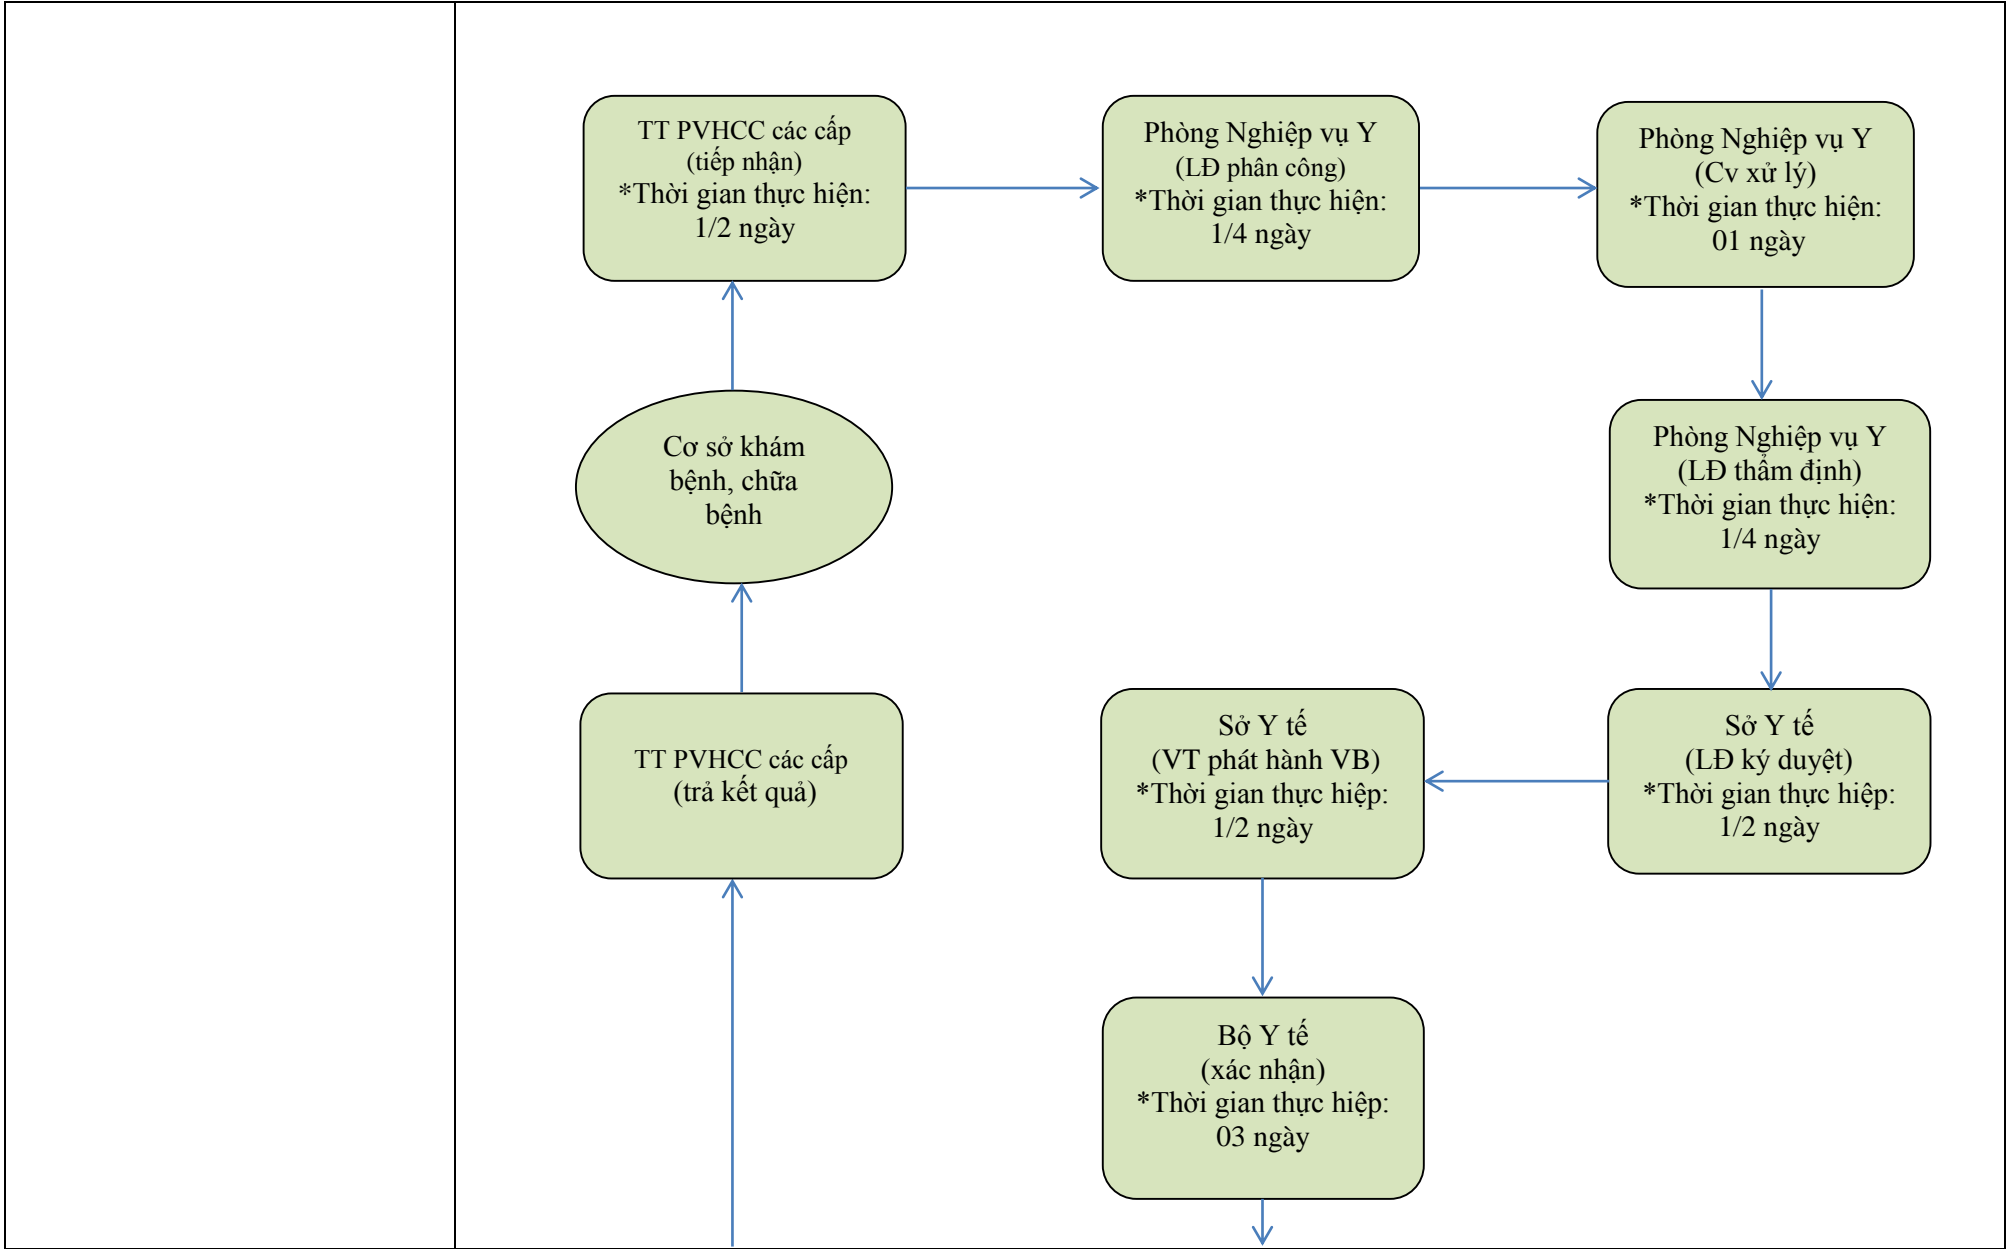 TT PVHCC các cấp
(tiếp nhận)
*Thời gian thực hiện:
1/2 ngày
Phòng Nghiệp vụ Y
(LĐ phân công)
*Thời gian thực hiện:
1/4 ngày
Phòng Nghiệp vụ Y
(Cv xử lý)
*Thời gian thực hiện:
01 ngày
Cơ sở khám
bệnh, chữa
bệnh
Phòng Nghiệp vụ Y
(LĐ thẩm định)
*Thời gian thực hiện:
1/4 ngày
TT PVHCC các cấp
(trả kết quả)
Sở Y tế
(VT phát hành VB)
*Thời gian thực hiệp:
1/2 ngày
Sở Y tế
(LĐ ký duyệt)
*Thời gian thực hiệp:
1/2 ngày
Bộ Y tế
(xác nhận)
*Thời gian thực hiệp:
03 ngày